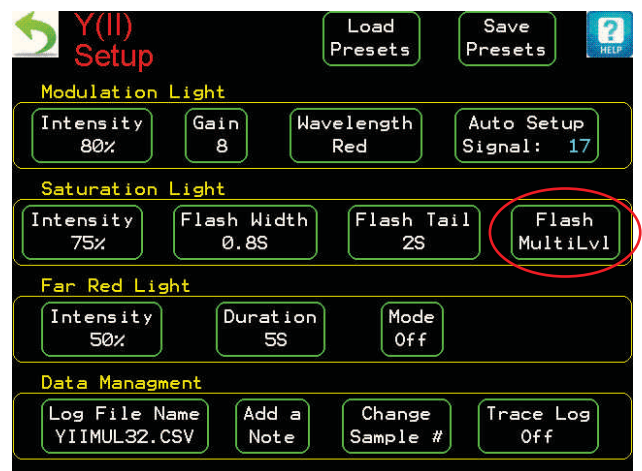 Y(II)
Setup
Load
Presets
Save
Presets
?
HELP
Modulation Light
Intensity
80%
Gain
8
Wavelength
Red
Auto Setup
Signal: 17
Saturation Light
Intensity
75%
Flash Width
0.8S
Flash Tail
2S
Flash
MultiLvl
Far Red Light
Intensity
50%
Duration
5S
Mode
Off
Data Managment
Log File Name
YIIMUL32.CSV
Add a
Note
Change
Sample #
Trace Log
Off